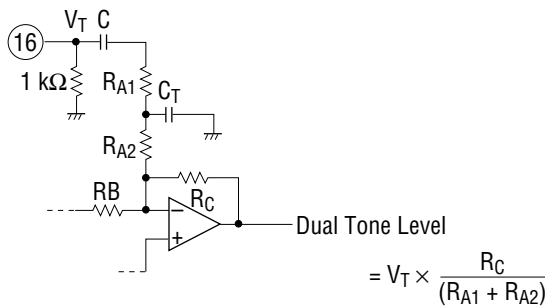 V_T C
16
1 kΩ
R_A1
C_T
R_A2
RB
R_C
−
+
Dual Tone Level
= V_T × R_C / (R_A1 + R_A2)